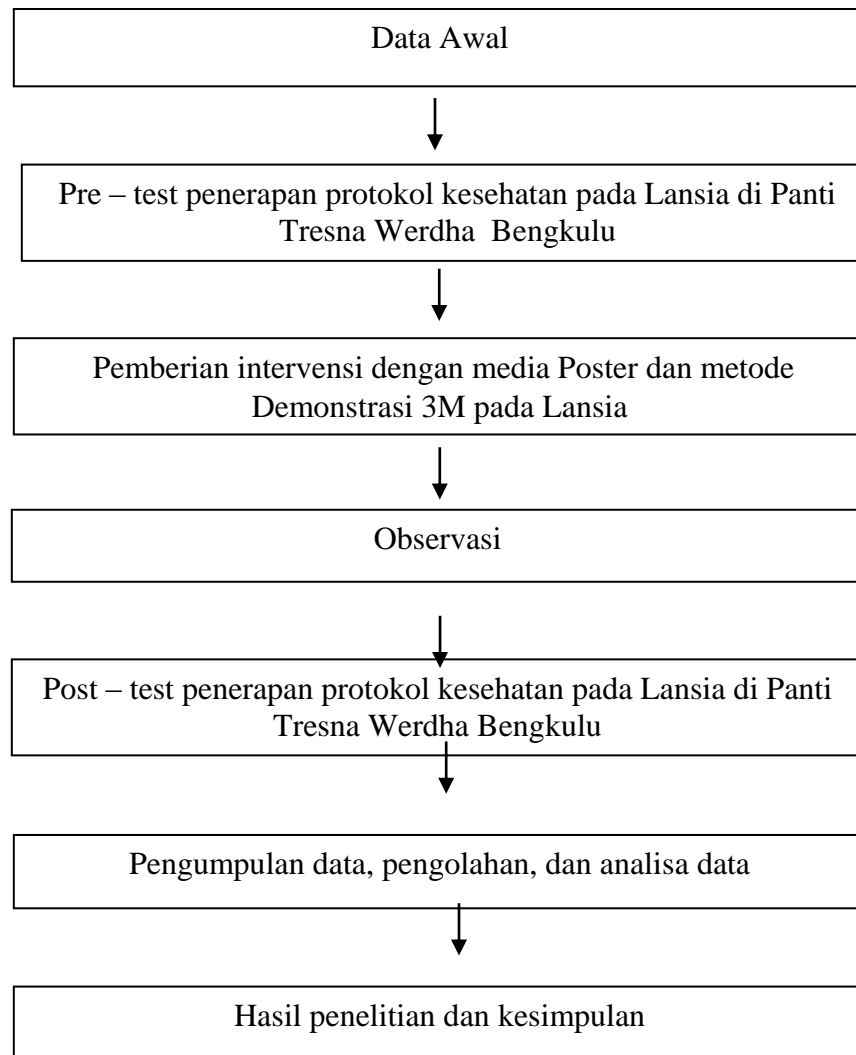 Data Awal
Pre – test penerapan protokol kesehatan pada Lansia di Panti
Tresna Werdha Bengkulu
Pemberian intervensi dengan media Poster dan metode
Demonstrasi 3M pada Lansia
Observasi
Post – test penerapan protokol kesehatan pada Lansia di Panti
Tresna Werdha Bengkulu
Pengumpulan data, pengolahan, dan analisa data
Hasil penelitian dan kesimpulan